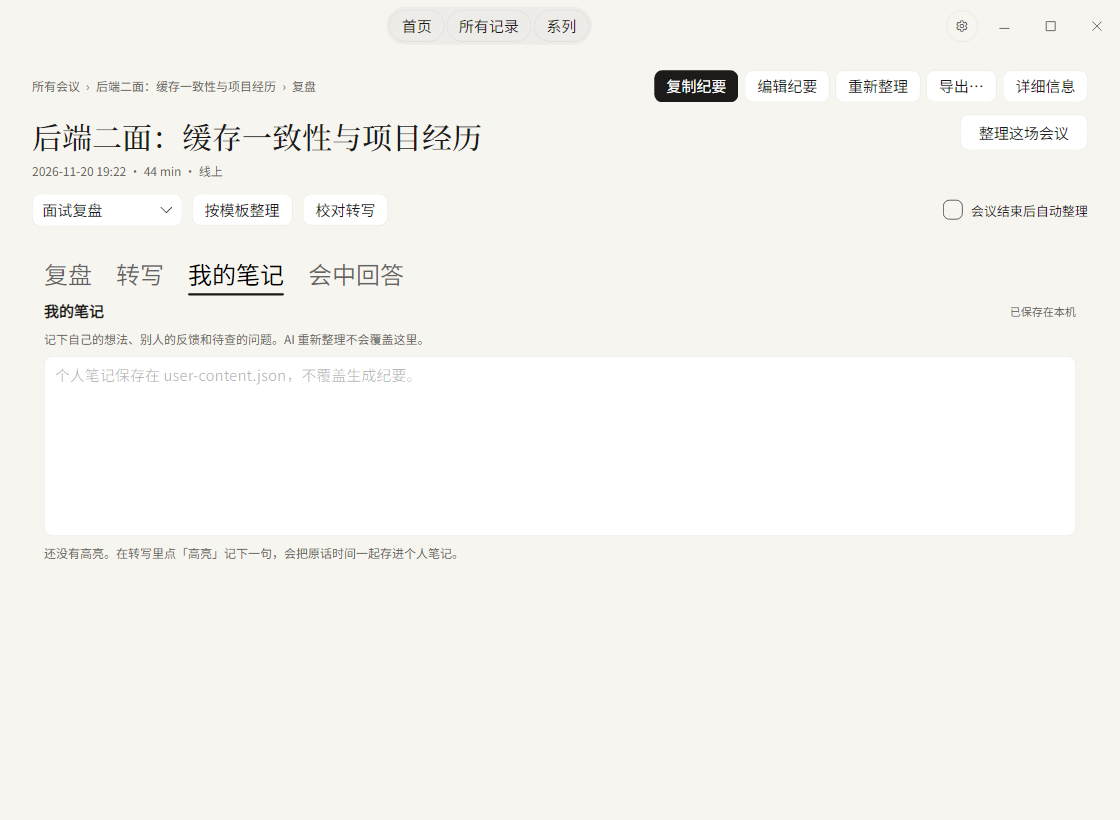 首页 所有记录 系列
所有会议 › 后端二面：缓存一致性与项目经历 › 复盘
复制纪要 编辑纪要 重新整理 导出… 详细信息
后端二面：缓存一致性与项目经历
整理这场会议
2026-11-20 19:22 · 44 min · 线上
面试复盘 按模板整理 校对转写
会议结束后自动整理
复盘 转写 我的笔记 会中回答
我的笔记
已保存在本机
记下自己的想法、别人的反馈和待查的问题。AI 重新整理不会覆盖这里。
个人笔记保存在 user-content.json，不覆盖生成纪要。
还没有高亮。在转写里点「高亮」记下一句，会把原话时间一起存进个人笔记。